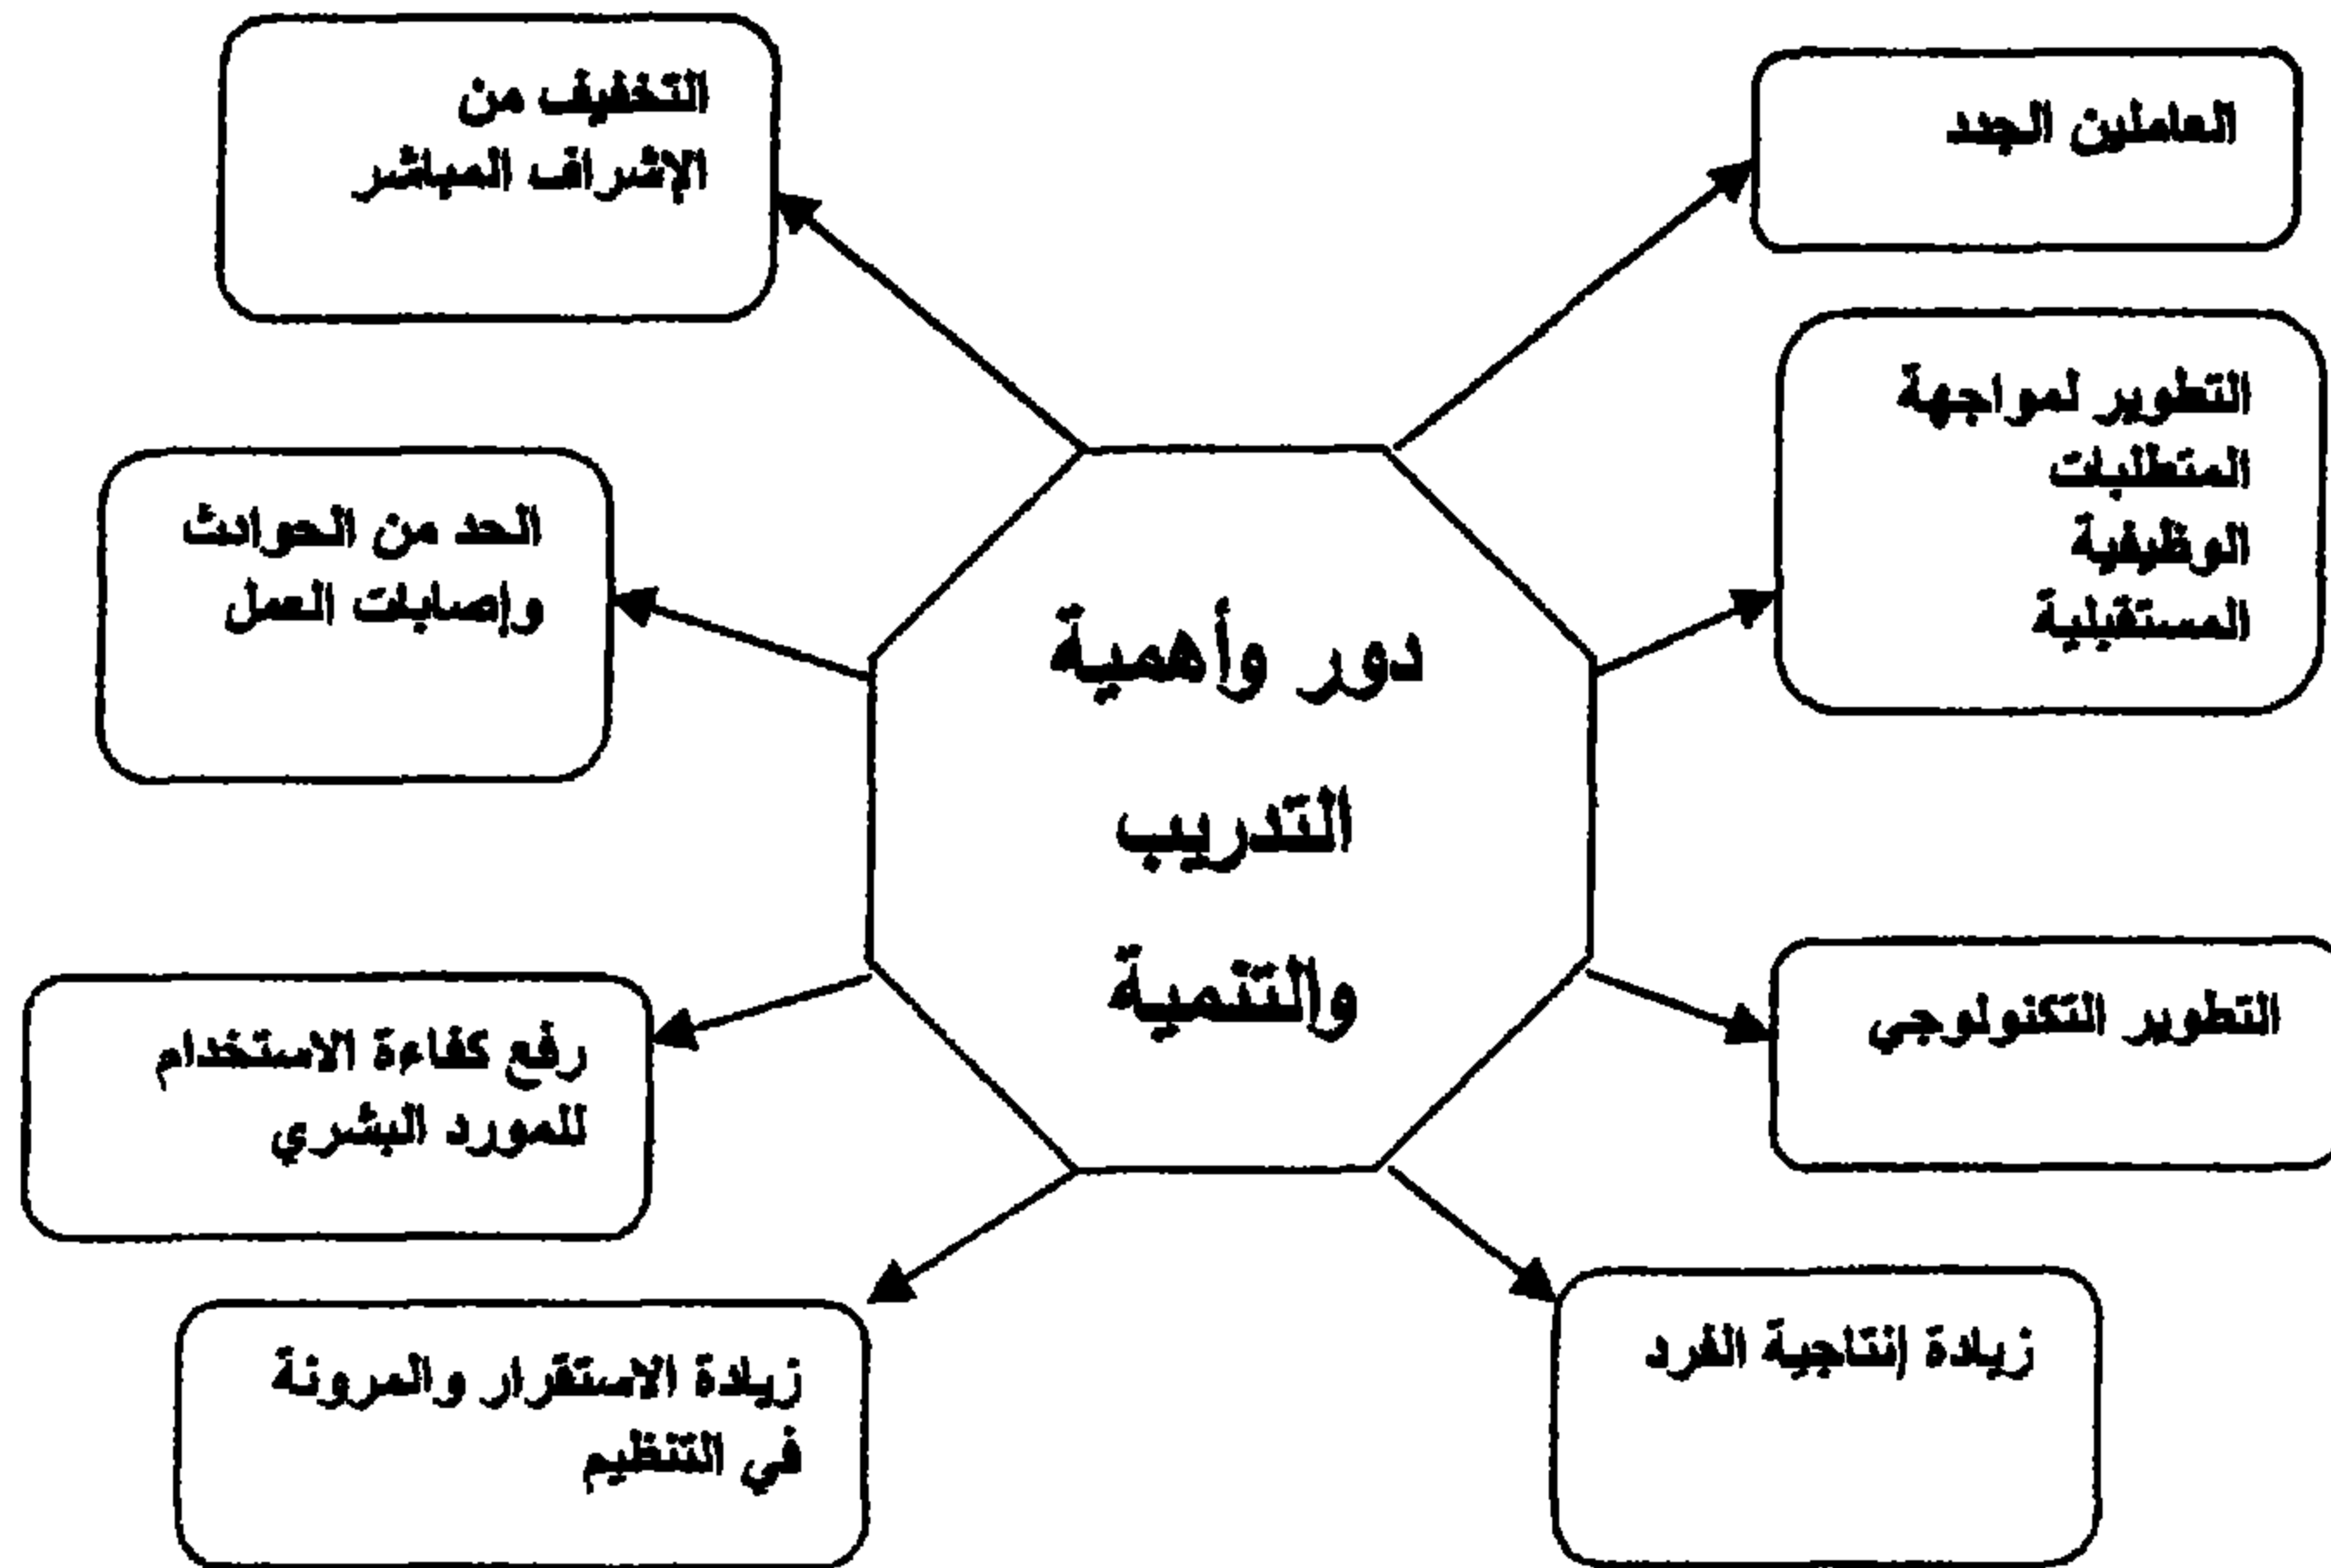 دور وأهمية
التدريب
والتنمية
العاملين الجدد
التطوير لمواجهة
المتطلبات
الوظيفية
المستقبلية
التطوير التكنولوجي
زيادة إنتاجية الفرد
التخفيف من
الإشراف المباشر
الحد من الحوادث
وإصابات العمل
رفع كفاءة الاستخدام
للمورد البشري
زيادة الاستقرار والمرونة
في التنظيم